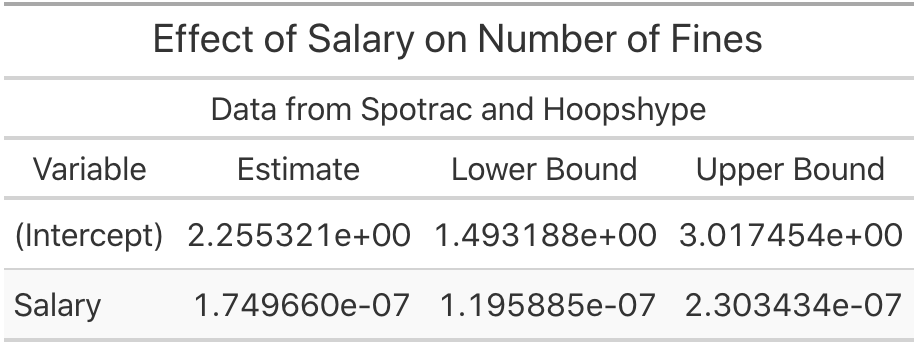 Effect of Salary on Number of Fines
Data from Spotrac and Hoopshype
Variable Estimate Lower Bound Upper Bound
(Intercept) 2.255321e+00 1.493188e+00 3.017454e+00
Salary 1.749660e-07 1.195885e-07 2.303434e-07